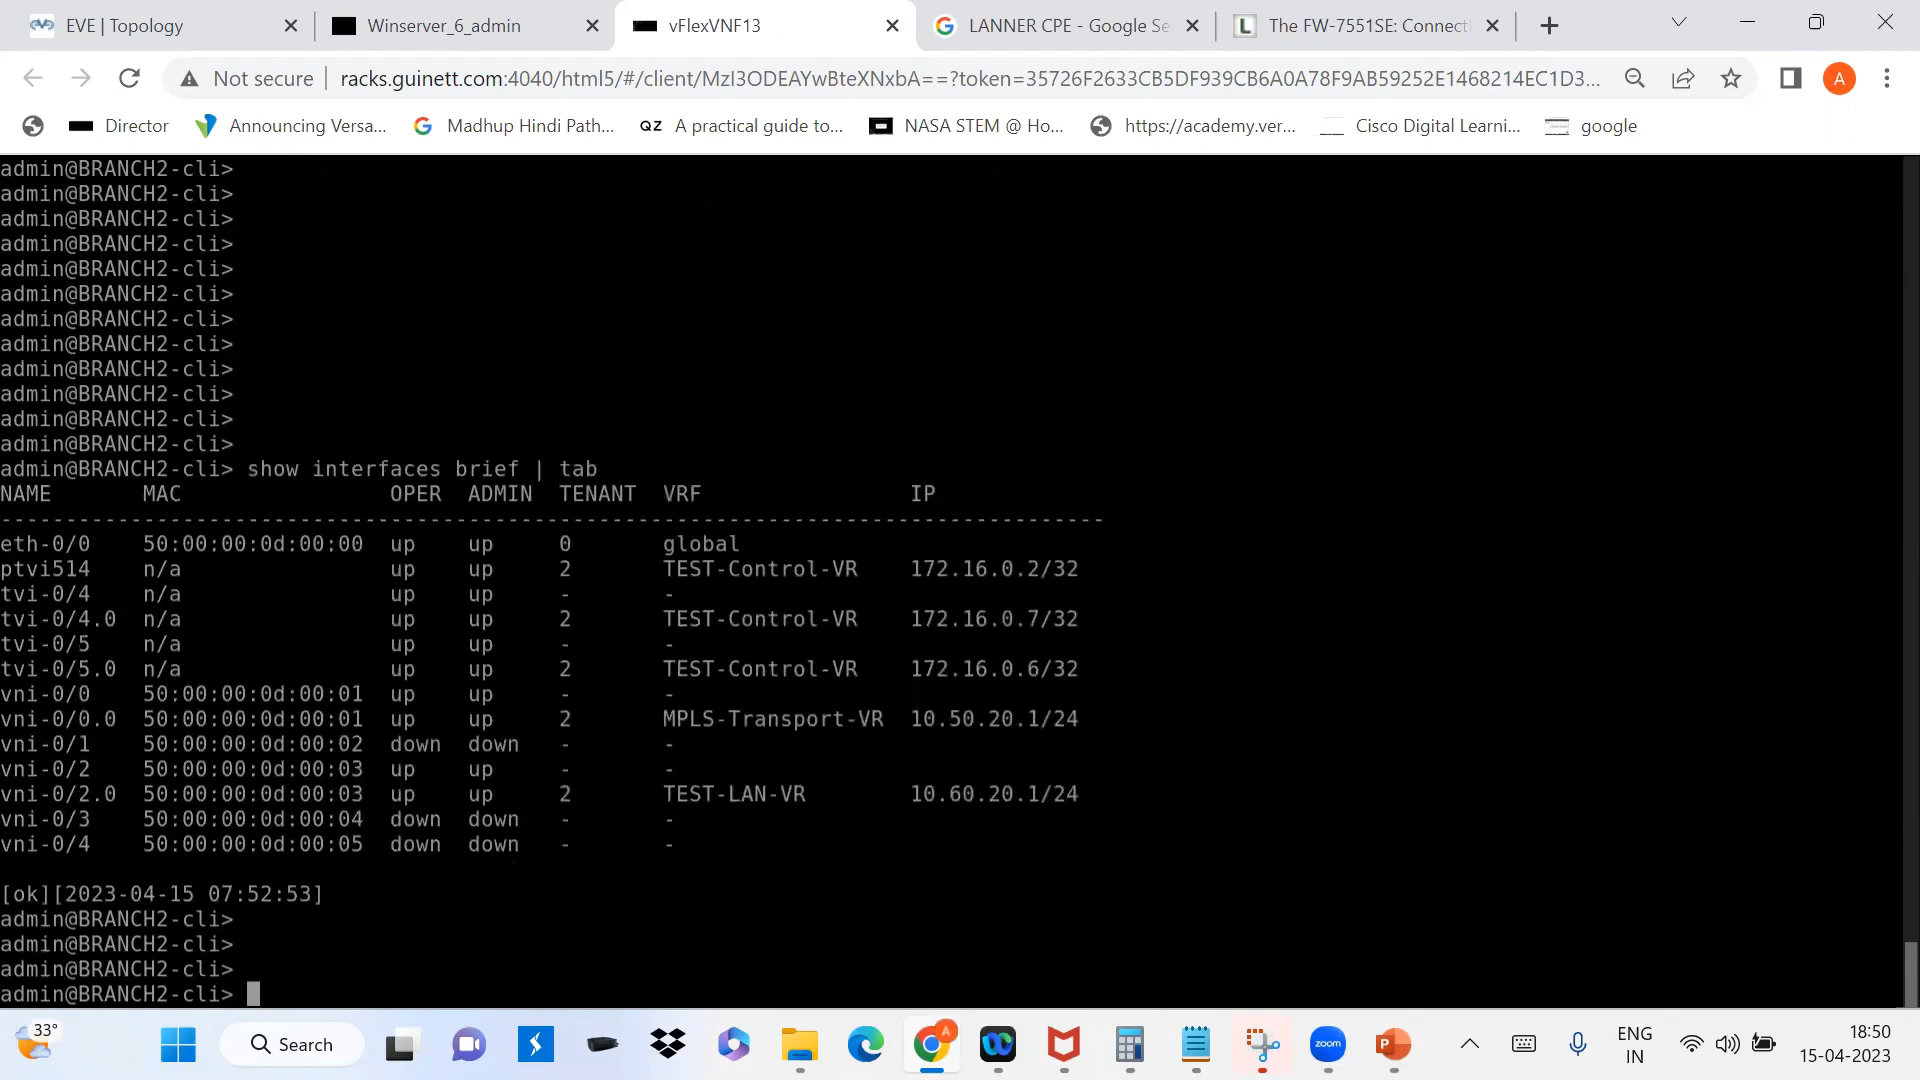 EVE | Topology
Winserver_6_admin
vFlexVNF13
LANNER CPE - Google Se
The FW-7551SE: Connecti
Not secure
racks.guinett.com:4040/html5/#/client/MzI3ODEAYwBteXNxbA==?token=35726F2633CB5DF939CB6A0A78F9AB59252E1468214EC1D3...
A
Director
Announcing Versa...
Madhup Hindi Path...
QZ A practical guide to...
NASA STEM @ Ho...
https://academy.ver...
Cisco Digital Learni...
google
admin@BRANCH2-cli>
admin@BRANCH2-cli>
admin@BRANCH2-cli>
admin@BRANCH2-cli>
admin@BRANCH2-cli>
admin@BRANCH2-cli>
admin@BRANCH2-cli>
admin@BRANCH2-cli>
admin@BRANCH2-cli>
admin@BRANCH2-cli>
admin@BRANCH2-cli>
admin@BRANCH2-cli>
admin@BRANCH2-cli> show interfaces brief | tab
NAME MAC OPER ADMIN TENANT VRF IP
-------------------------------------------------------------------------------------
eth-0/0 50:00:00:0d:00:00 up up 0 global
ptvi514 n/a up up 2 TEST-Control-VR 172.16.0.2/32
tvi-0/4 n/a up up - -
tvi-0/4.0 n/a up up 2 TEST-Control-VR 172.16.0.7/32
tvi-0/5 n/a up up - -
tvi-0/5.0 n/a up up 2 TEST-Control-VR 172.16.0.6/32
vni-0/0 50:00:00:0d:00:01 up up - -
vni-0/0.0 50:00:00:0d:00:01 up up 2 MPLS-Transport-VR 10.50.20.1/24
vni-0/1 50:00:00:0d:00:02 down down - -
vni-0/2 50:00:00:0d:00:03 up up - -
vni-0/2.0 50:00:00:0d:00:03 up up 2 TEST-LAN-VR 10.60.20.1/24
vni-0/3 50:00:00:0d:00:04 down down - -
vni-0/4 50:00:00:0d:00:05 down down - -
[ok][2023-04-15 07:52:53]
admin@BRANCH2-cli>
admin@BRANCH2-cli>
admin@BRANCH2-cli>
admin@BRANCH2-cli>
33°
Search
A
zoom
P
ENG
IN
18:50
15-04-2023